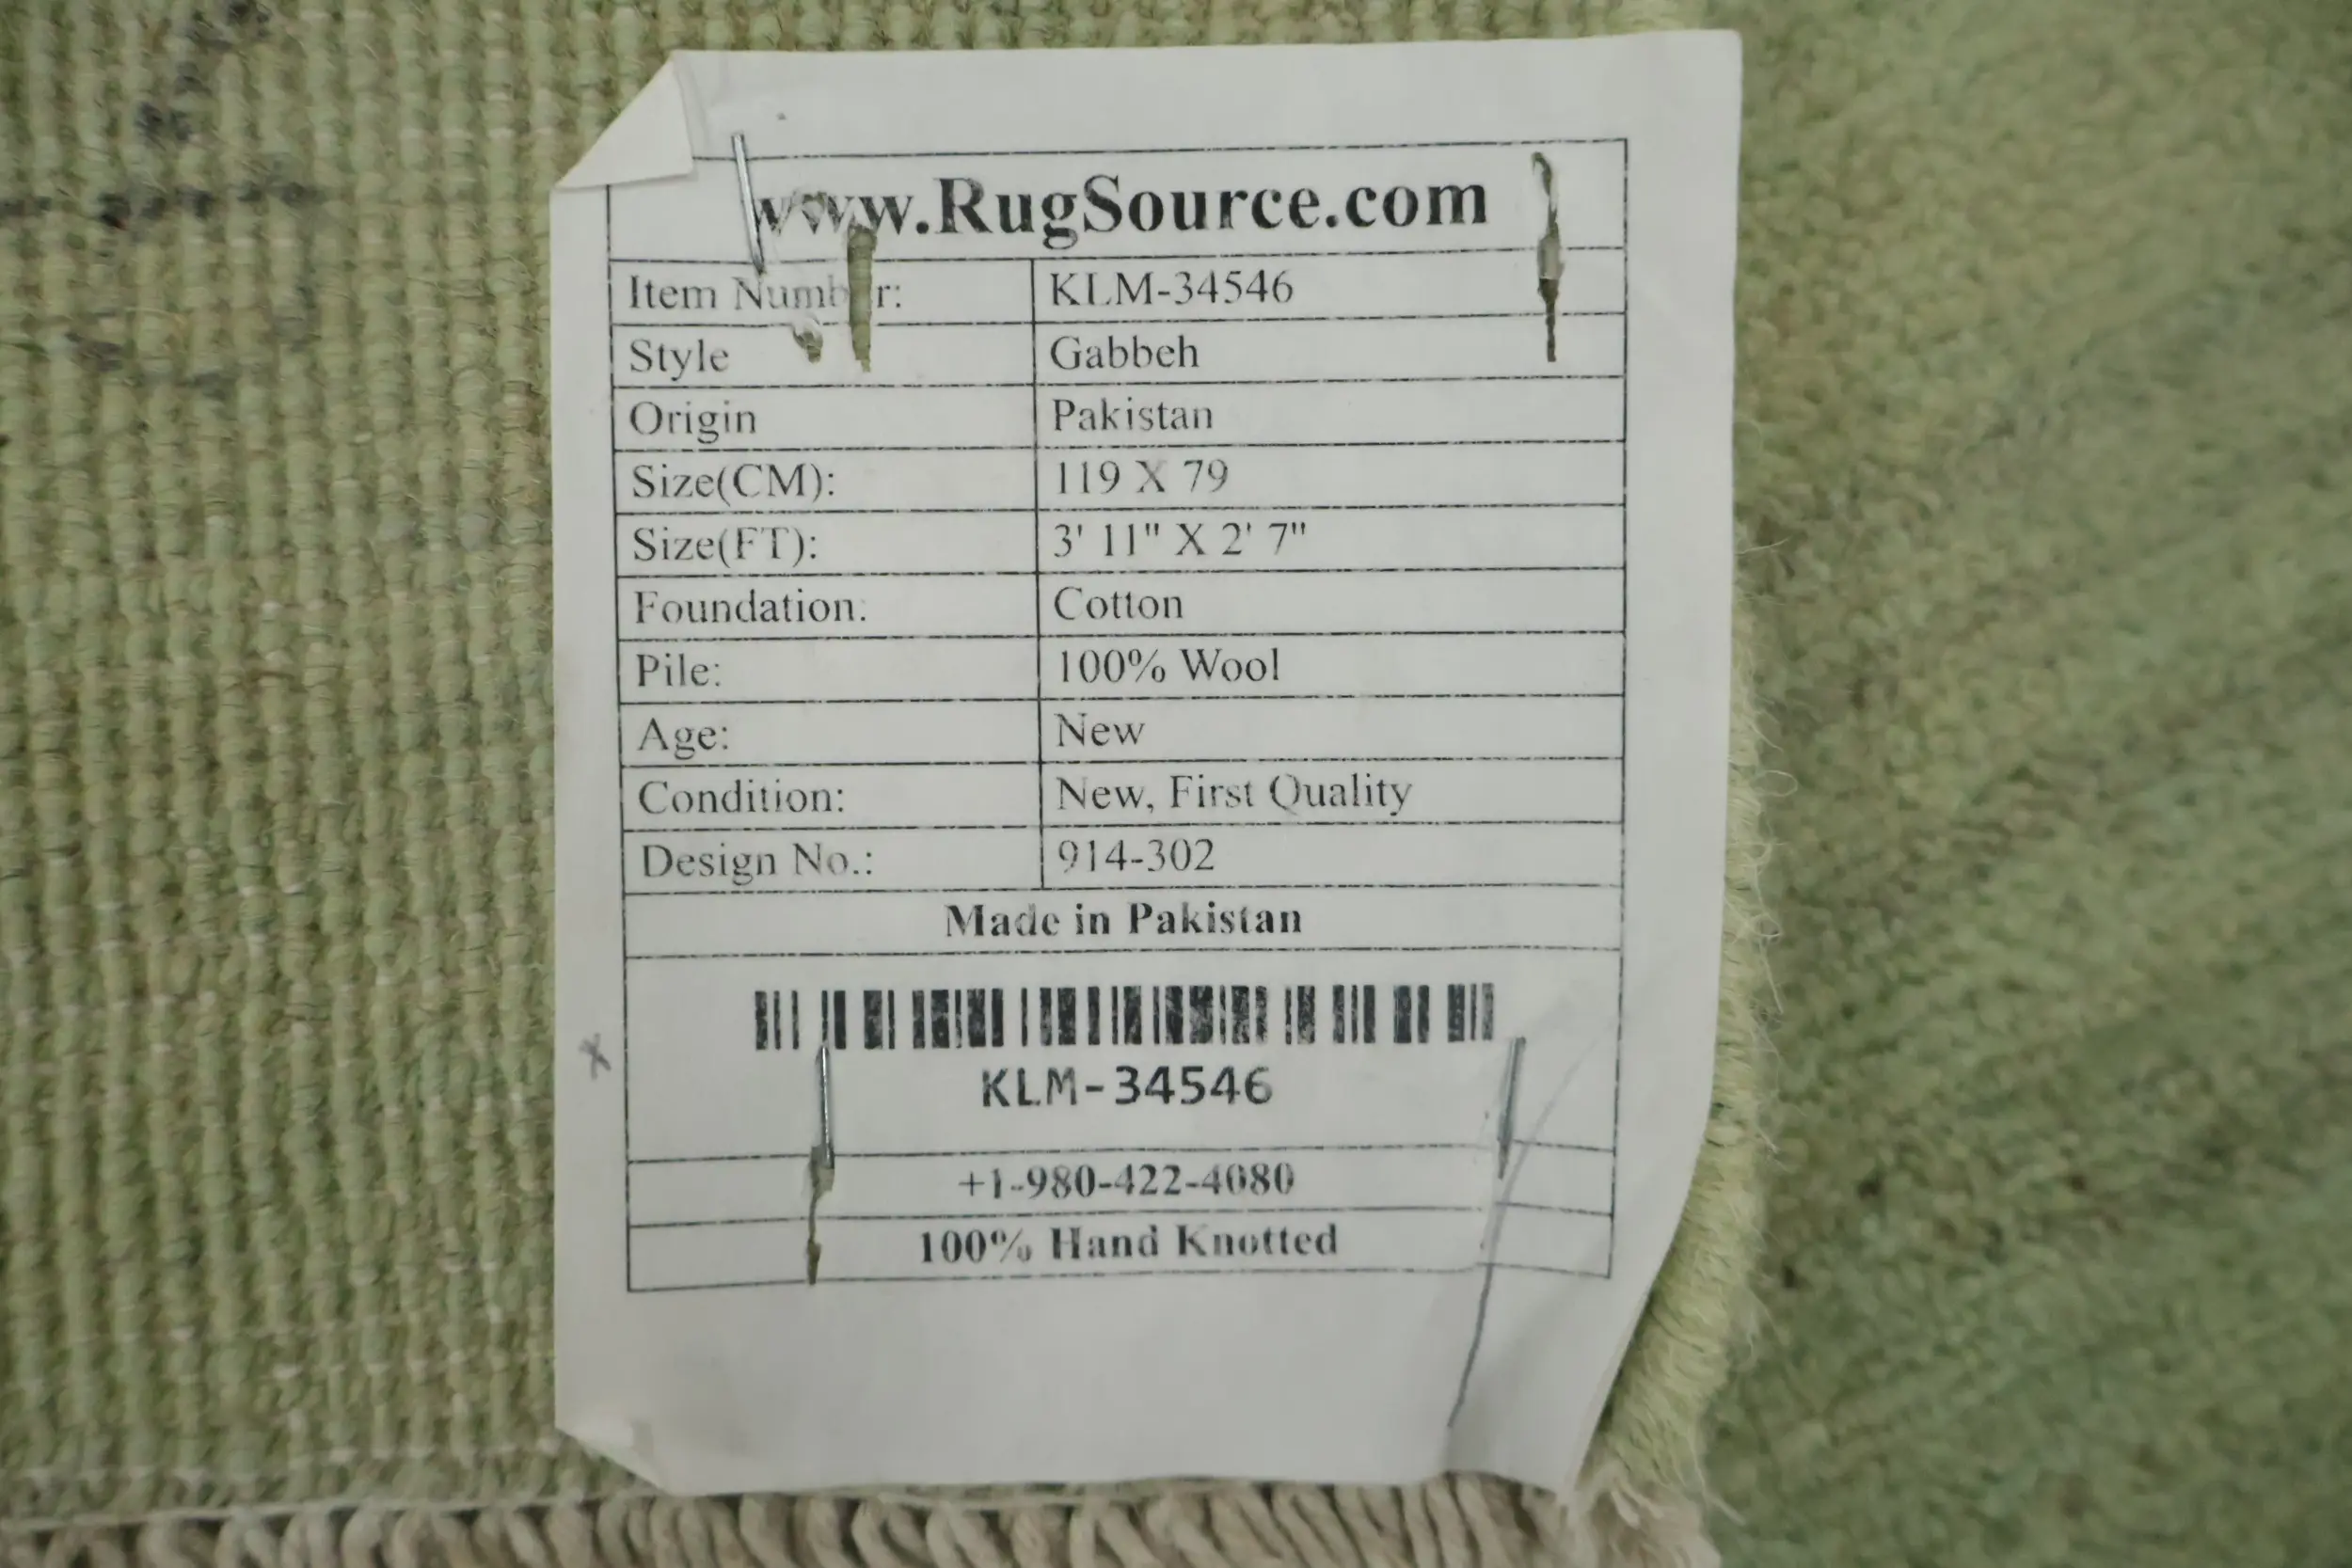 www.RugSource.com
Item Number: KLM-34546
Style Gabbeh
Origin Pakistan
Size(CM): 119 X 79
Size(FT): 3' 11" X 2' 7"
Foundation: Cotton
Pile: 100% Wool
Age: New
Condition: New, First Quality
Design No.: 914-302
Made in Pakistan
KLM-34546
+1-980-422-4080
100% Hand Knotted